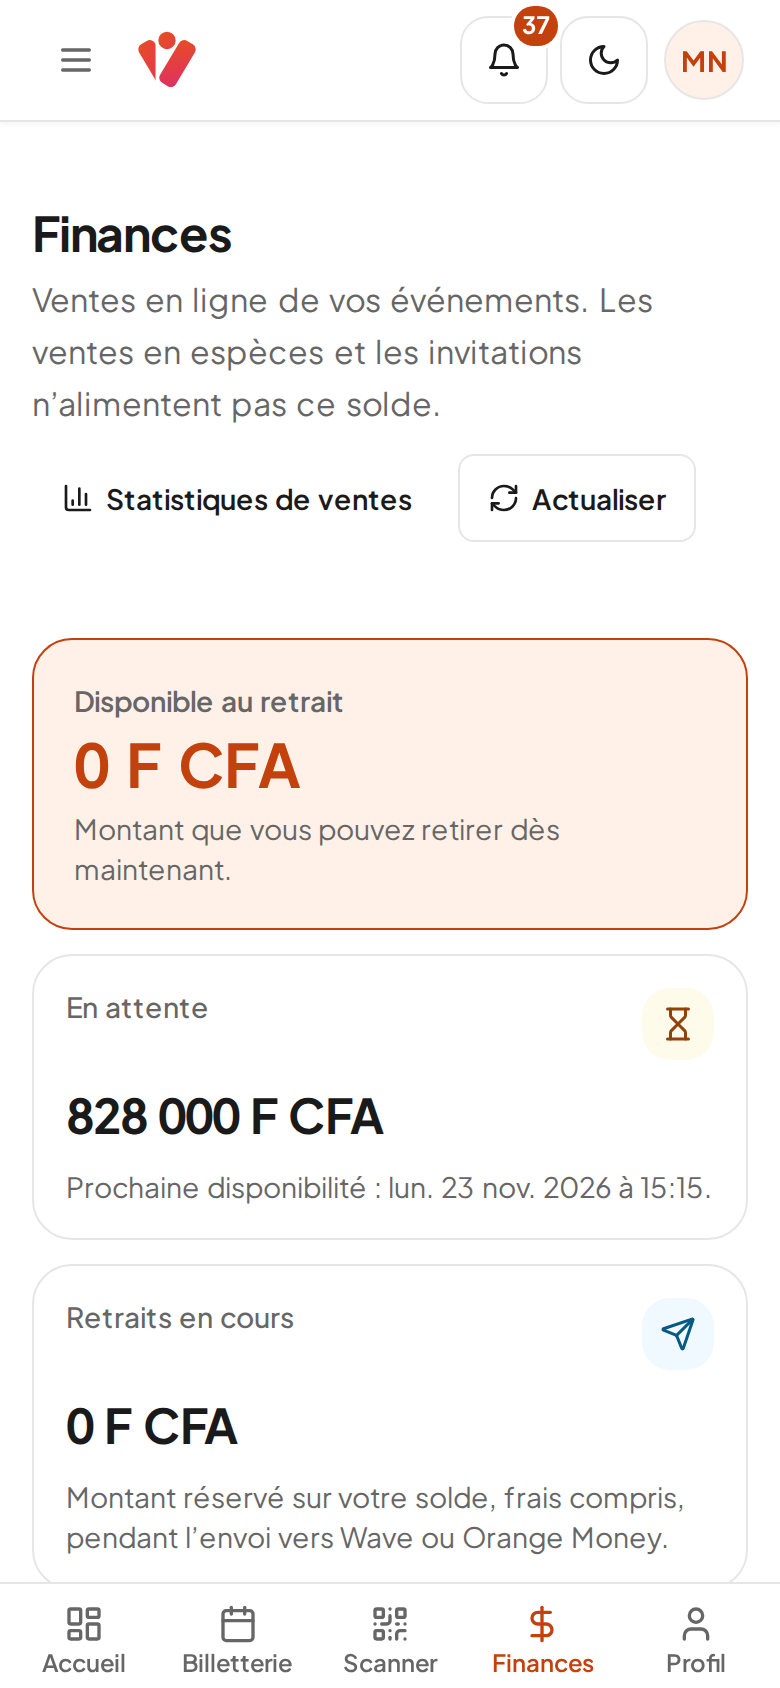 37
MN
Finances
Ventes en ligne de vos événements. Les
ventes en espèces et les invitations
n’alimentent pas ce solde.
Statistiques de ventes
Actualiser
Disponible au retrait
0 F CFA
Montant que vous pouvez retirer dès
maintenant.
En attente
828 000 F CFA
Prochaine disponibilité : lun. 23 nov. 2026 à 15:15.
Retraits en cours
0 F CFA
Montant réservé sur votre solde, frais compris,
pendant l’envoi vers Wave ou Orange Money.
Accueil
Billetterie
Scanner
Finances
Profil